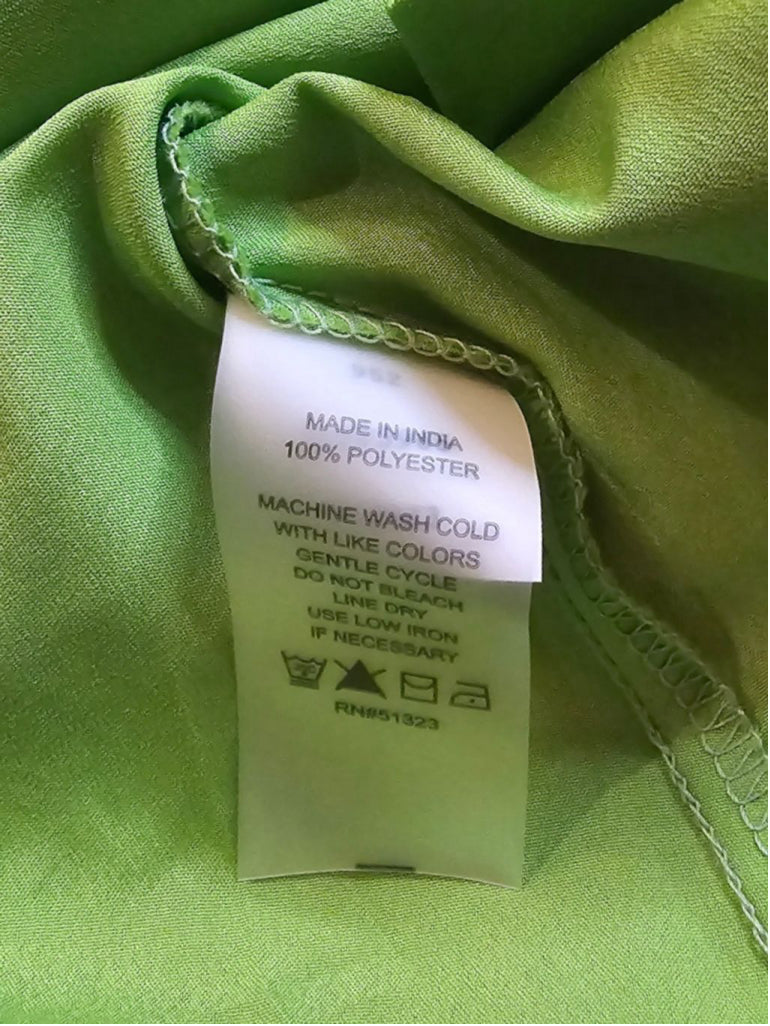 MADE IN INDIA
100% POLYESTER
MACHINE WASH COLD
WITH LIKE COLORS
GENTLE CYCLE
DO NOT BLEACH
LINE DRY
USE LOW IRON
IF NECESSARY
RN#51323